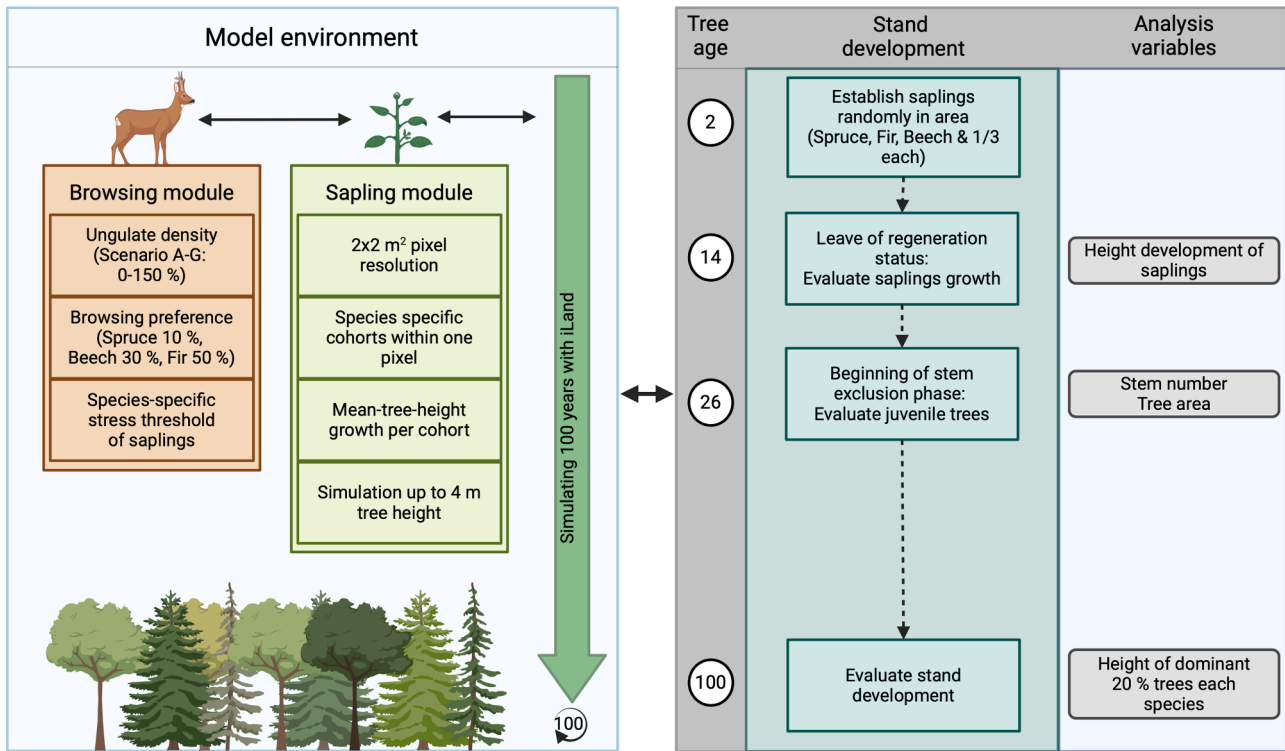 Model environment
Browsing module
Ungulate density
(Scenario A-G:
0-150 %)
Browsing preference
(Spruce 10 %,
Beech 30 %, Fir 50 %)
Species-specific
stress threshold
of saplings
Sapling module
2x2 m² pixel
resolution
Species specific
cohorts within one
pixel
Mean-tree-height
growth per cohort
Simulation up to 4 m
tree height
Simulating 100 years with iLand
100
Tree
age
Stand
development
Analysis
variables
2
Establish saplings
randomly in area
(Spruce, Fir, Beech & 1/3
each)
14
Leave of regeneration
status:
Evaluate saplings growth
Height development of
saplings
26
Beginning of stem
exclusion phase:
Evaluate juvenile trees
Stem number
Tree area
100
Evaluate stand
development
Height of dominant
20 % trees each
species